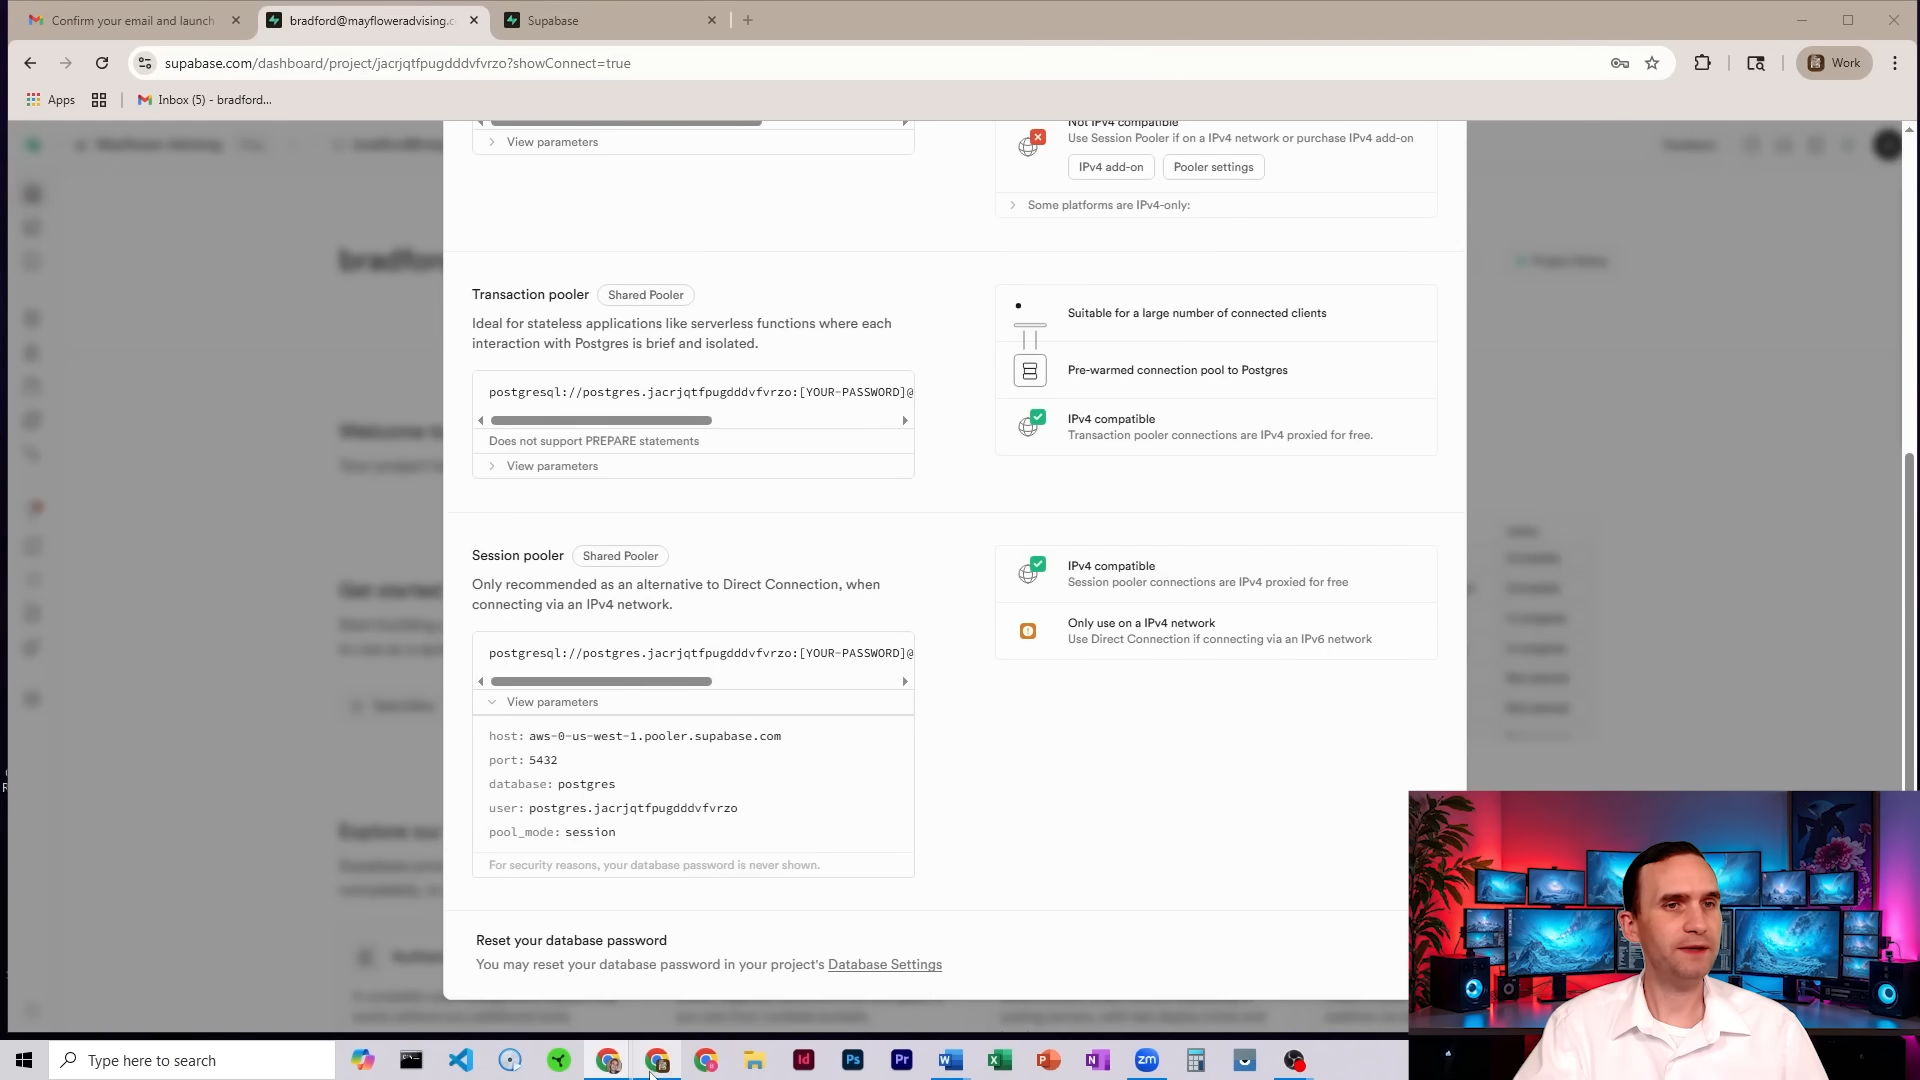 Confirm your email and launch
bradford@mayfloweradvising.c
Supabase
supabase.com/dashboard/project/jacrjqtfpugdddvfvrzo?showConnect=true
Work
Apps
Inbox (5) - bradford...
View parameters
Not IPv4 compatible
Use Session Pooler if on a IPv4 network or purchase IPv4 add-on
IPv4 add-on
Pooler settings
Some platforms are IPv4-only:
Transaction pooler
Shared Pooler
Ideal for stateless applications like serverless functions where each
interaction with Postgres is brief and isolated.
postgresql://postgres.jacrjqtfpugdddvfvrzo:[YOUR-PASSWORD]@
Does not support PREPARE statements
View parameters
Suitable for a large number of connected clients
Pre-warmed connection pool to Postgres
IPv4 compatible
Transaction pooler connections are IPv4 proxied for free.
Session pooler
Shared Pooler
Only recommended as an alternative to Direct Connection, when
connecting via an IPv4 network.
postgresql://postgres.jacrjqtfpugdddvfvrzo:[YOUR-PASSWORD]@
View parameters
host: aws-0-us-west-1.pooler.supabase.com
port: 5432
database: postgres
user: postgres.jacrjqtfpugdddvfvrzo
pool_mode: session
For security reasons, your database password is never shown.
IPv4 compatible
Session pooler connections are IPv4 proxied for free
Only use on a IPv4 network
Use Direct Connection if connecting via an IPv6 network
Reset your database password
You may reset your database password in your project's Database Settings
Type here to search